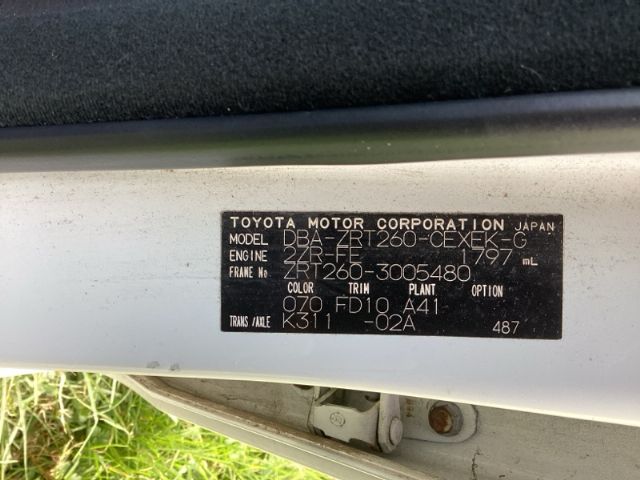 TOYOTA MOTOR CORPORATION JAPAN
MODEL DBA-ZRT260-CEXEK-G
ENGINE 2ZR-FE 1797 mL
FRAME No ZRT260-3005480
COLOR TRIM PLANT OPTION
070 FD10 A41
TRANS/AXLE K311 -02A 487